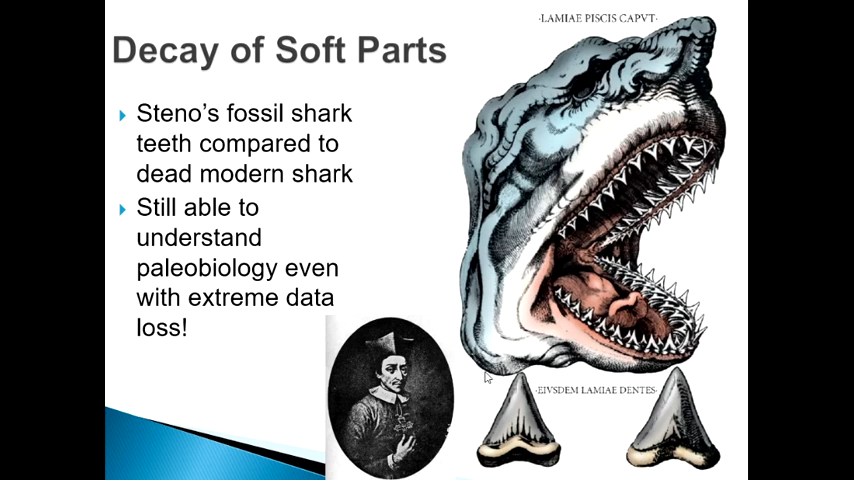 Decay of Soft Parts
Steno's fossil shark
teeth compared to
dead modern shark
Still able to
understand
paleobiology even
with extreme data
loss!
·LAMIAE PISCIS CAPVT·
·EIVSDEM LAMIAE DENTES·